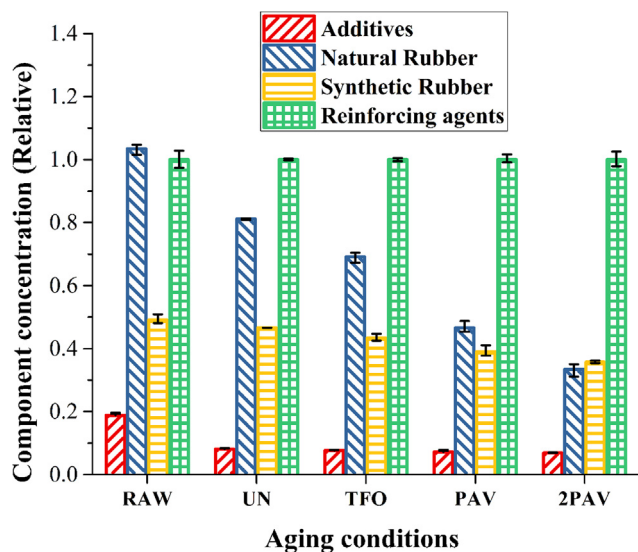 Additives
Natural Rubber
Synthetic Rubber
Reinforcing agents
Component concentration (Relative)
1.4
1.2
1.0
0.8
0.6
0.4
0.2
0.0
RAW UN TFO PAV 2PAV
Aging conditions